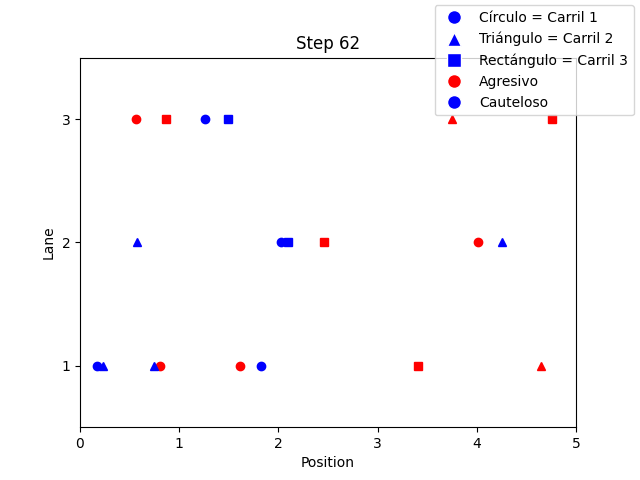 Step 62
Círculo = Carril 1
Triángulo = Carril 2
Rectángulo = Carril 3
Agresivo
Cauteloso
Lane
3
2
1
0 1 2 3 4 5
Position